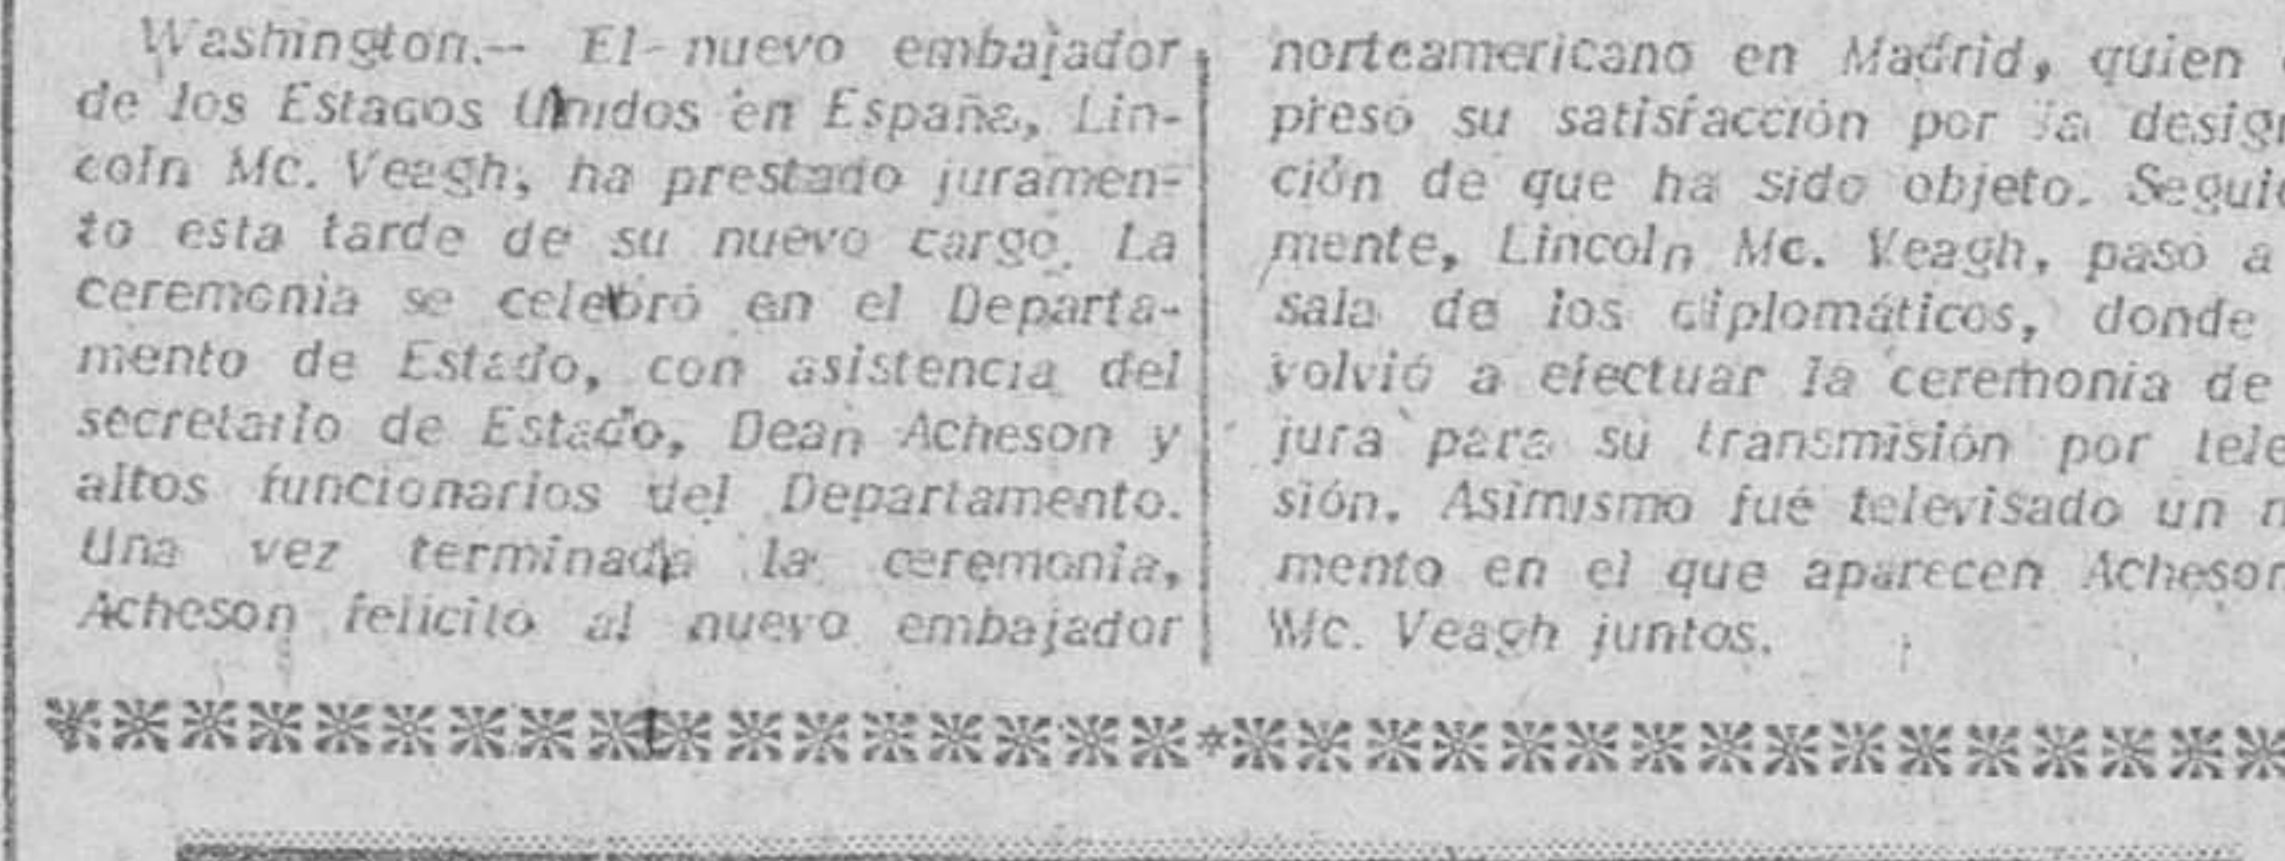 Washington.— El nuevo embajador
de los Estados Unidos en España, Lin-
coln Mc. Veagh, ha prestado juramen-
to esta tarde de su nuevo cargo. La
ceremonia se celebró en el Departa-
mento de Estado, con asistencia del
secretario de Estado, Dean Acheson y
altos funcionarios del Departamento.
Una vez terminada la ceremonia,
Acheson felicitó al nuevo embajador
norteamericano en Madrid, quien
presó su satisfacción por la design
ción de que ha sido objeto. Seguid
mente, Lincoln Mc. Veagh, pasó a
sala de los diplomáticos, donde
volvió a efectuar la ceremonia de
jura para su transmisión por tele
sión. Asimismo fué televisado un m
mento en el que aparecen Acheson
Mc. Veagh juntos.